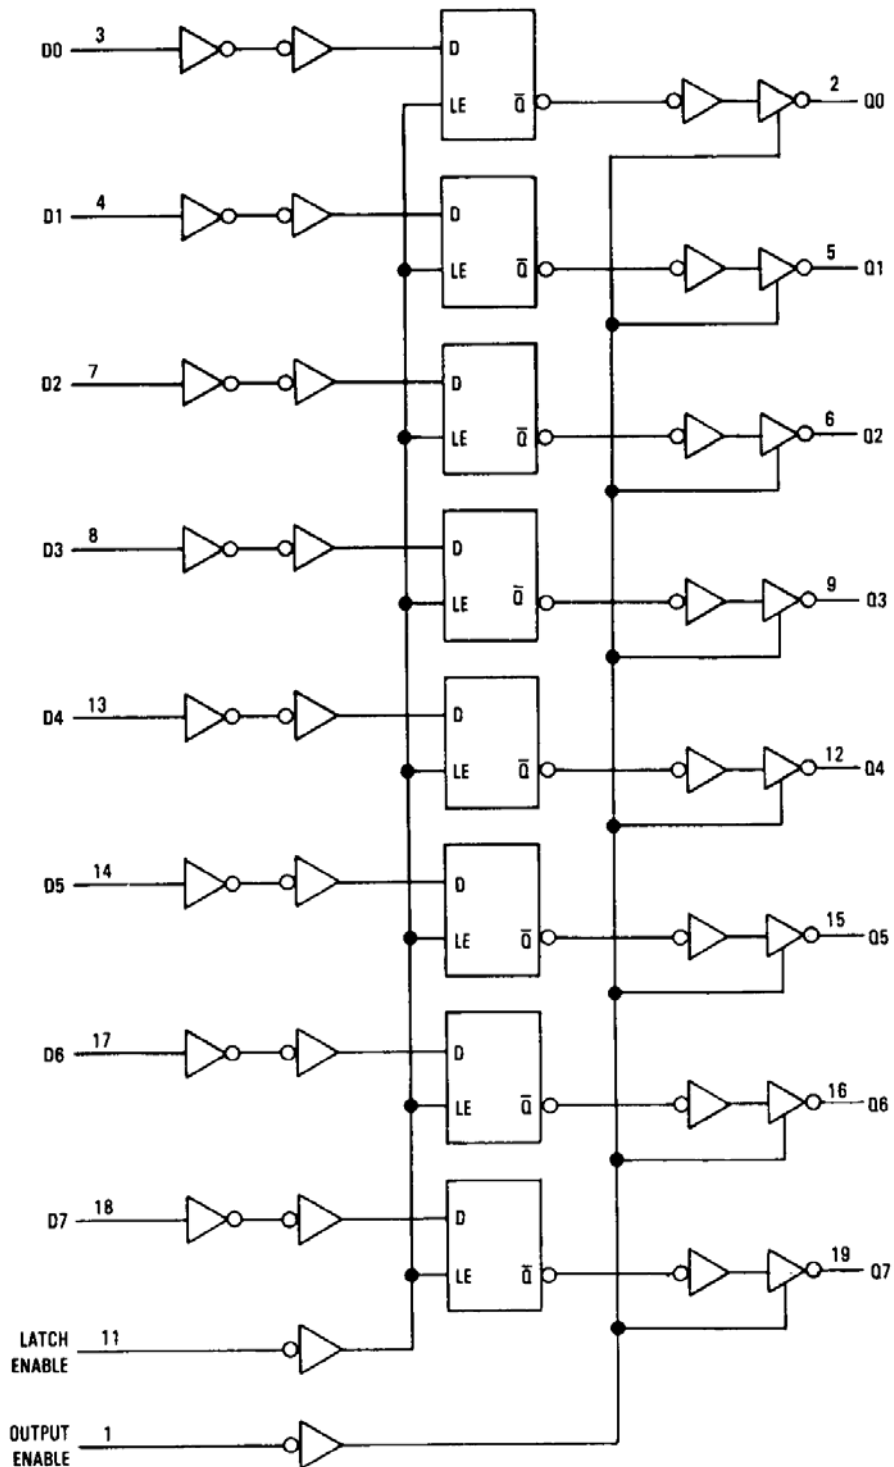 D0 3 D LE Q̅ 2 Q0
D1 4 D LE Q̅ 5 Q1
D2 7 D LE Q̅ 6 Q2
D3 8 D LE Q̅ 9 Q3
D4 13 D LE Q̅ 12 Q4
D5 14 D LE Q̅ 15 Q5
D6 17 D LE Q̅ 16 Q6
D7 18 D LE Q̅ 19 Q7
LATCH 11
ENABLE
OUTPUT 1
ENABLE